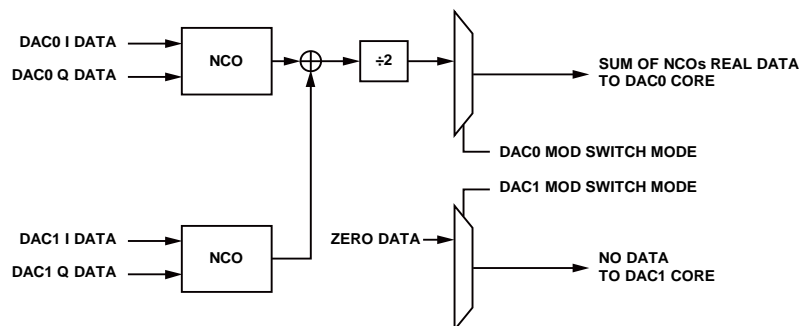 DAC0 I DATA
DAC0 Q DATA
NCO
÷2
SUM OF NCOs REAL DATA
TO DAC0 CORE
DAC0 MOD SWITCH MODE
DAC1 MOD SWITCH MODE
DAC1 I DATA
DAC1 Q DATA
NCO
ZERO DATA
NO DATA
TO DAC1 CORE